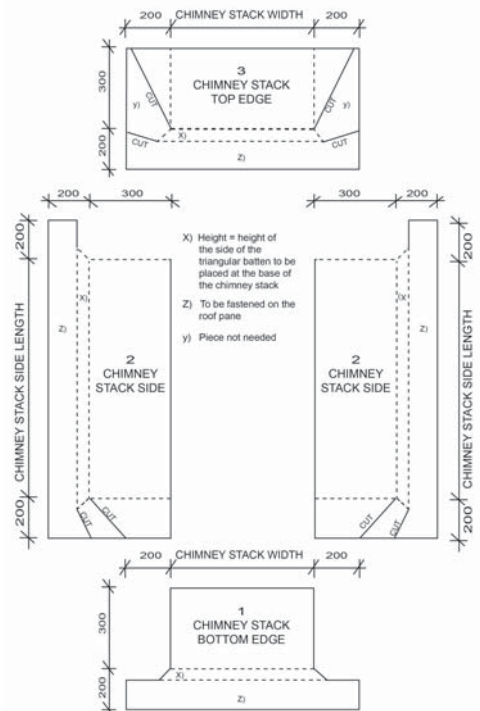 200 CHIMNEY STACK WIDTH 200
300
200
3
CHIMNEY STACK
TOP EDGE
y)
CUT
CUT
y)
CUT
X)
CUT
Z)
200 300
200
CHIMNEY STACK SIDE LENGTH
200
X)
Z)
2
CHIMNEY
STACK SIDE
CUT
CUT
X) Height = height of
the side of the
triangular batten to be
placed at the base of
the chimney stack
Z) To be fastened on the
roof pane
y) Piece not needed
300 200
200
CHIMNEY STACK SIDE LENGTH
200
(X
Z)
2
CHIMNEY
STACK SIDE
CUT
CUT
200 CHIMNEY STACK WIDTH 200
300
200
1
CHIMNEY STACK
BOTTOM EDGE
X)
Z)